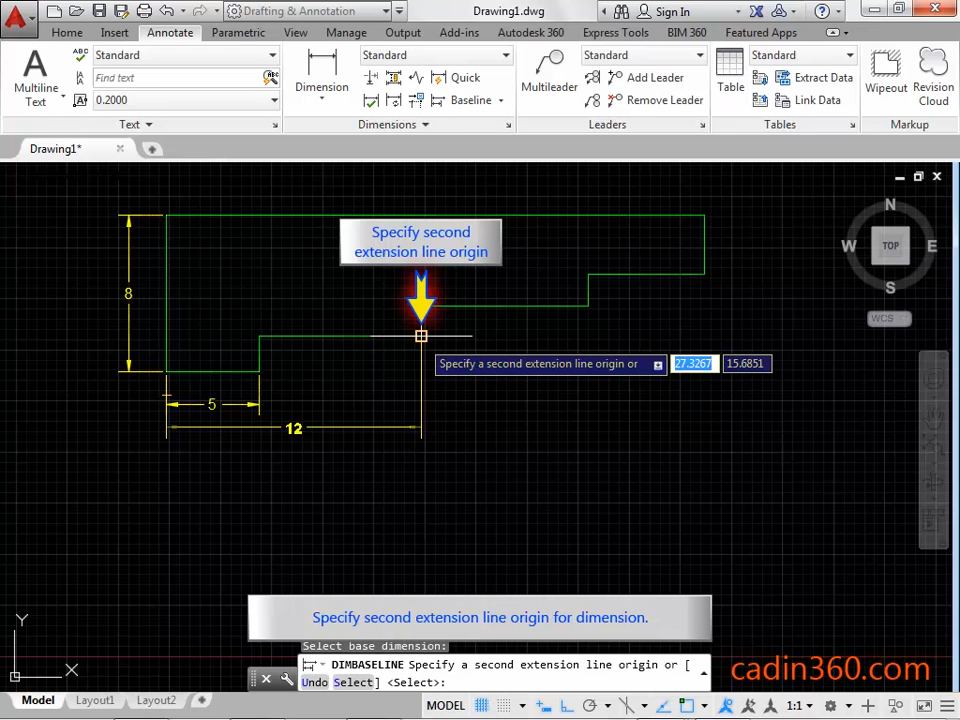 Drafting & Annotation
Drawing1.dwg
Sign In
Home
Insert
Annotate
Parametric
View
Manage
Output
Add-ins
Autodesk 360
Express Tools
BIM 360
Featured Apps
Multiline
Text
ABC
Standard
Find text
0.2000
Text
Dimension
Standard
Quick
Baseline
Dimensions
Multileader
Standard
Add Leader
Remove Leader
Leaders
Table
Standard
Extract Data
Link Data
Tables
Wipeout
Revision
Cloud
Markup
Drawing1*
Specify second
extension line origin
N
W
TOP
E
S
WCS
8
5
12
Specify a second extension line origin or
27.3267
15.6851
Y
X
Specify second extension line origin for dimension.
Select base dimension:
DIMBASELINE Specify a second extension line origin or [
Undo Select] <Select>:
cadin360.com
Model
Layout1
Layout2
MODEL
1:1